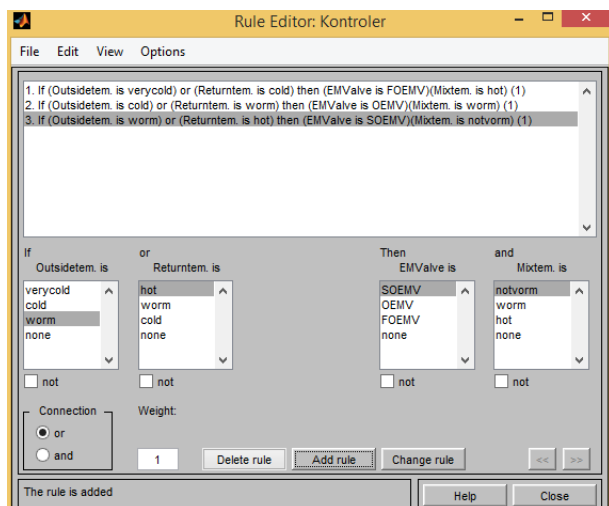 Rule Editor: Kontroler
File Edit View Options
1. If (Outsidetem. is verycold) or (Returntem. is cold) then (EMValve is FOEMV)(Mixtem. is hot) (1)
2. If (Outsidetem. is cold) or (Returntem. is worm) then (EMValve is OEMV)(Mixtem. is worm) (1)
3. If (Outsidetem. is worm) or (Returntem. is hot) then (EMValve is SOEMV)(Mixtem. is notvorm) (1)
If or Then and
Outsidetem. is Returntem. is EMValve is Mixtem. is
verycold hot SOEMV notvorm
cold worm OEMV worm
worm cold FOEMV hot
none none none none
not not not not
Connection Weight:
or
and 1 Delete rule Add rule Change rule << >>
The rule is added Help Close